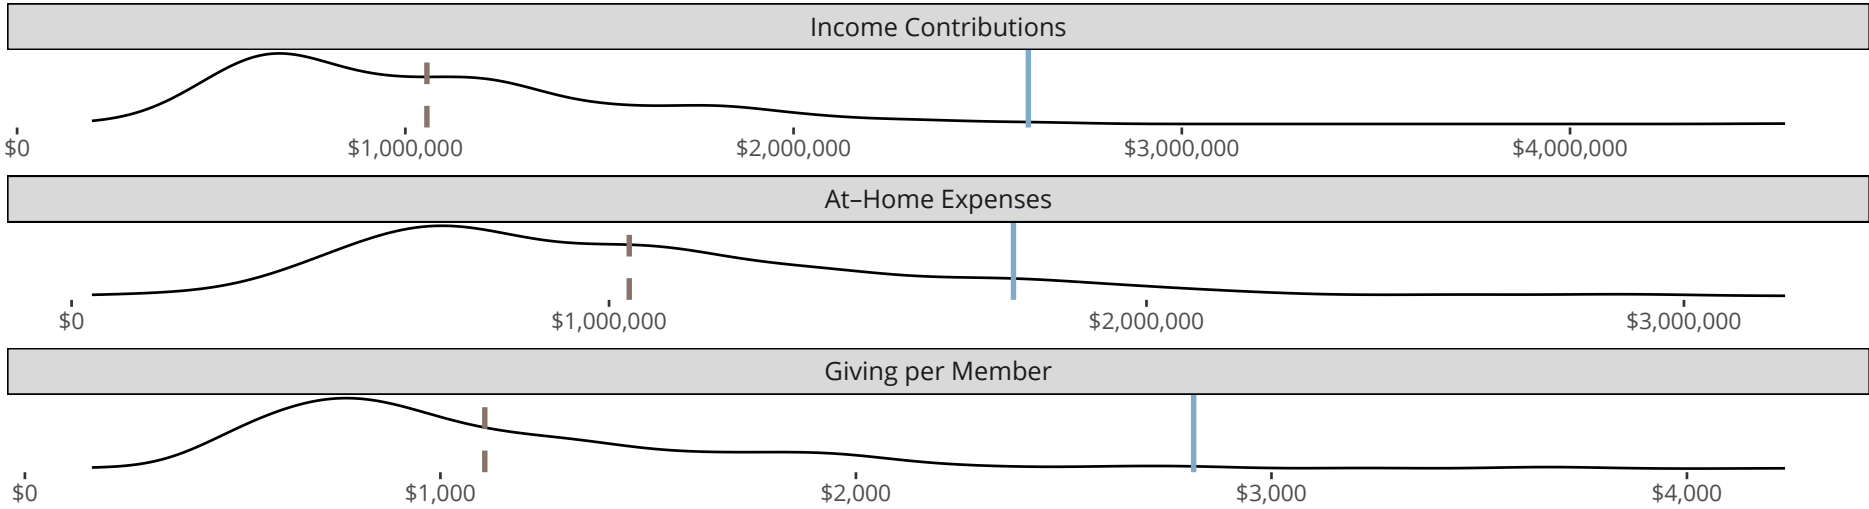 Income Contributions
$0 $1,000,000 $2,000,000 $3,000,000 $4,000,000
At–Home Expenses
$0 $1,000,000 $2,000,000 $3,000,000
Giving per Member
$0 $1,000 $2,000 $3,000 $4,000